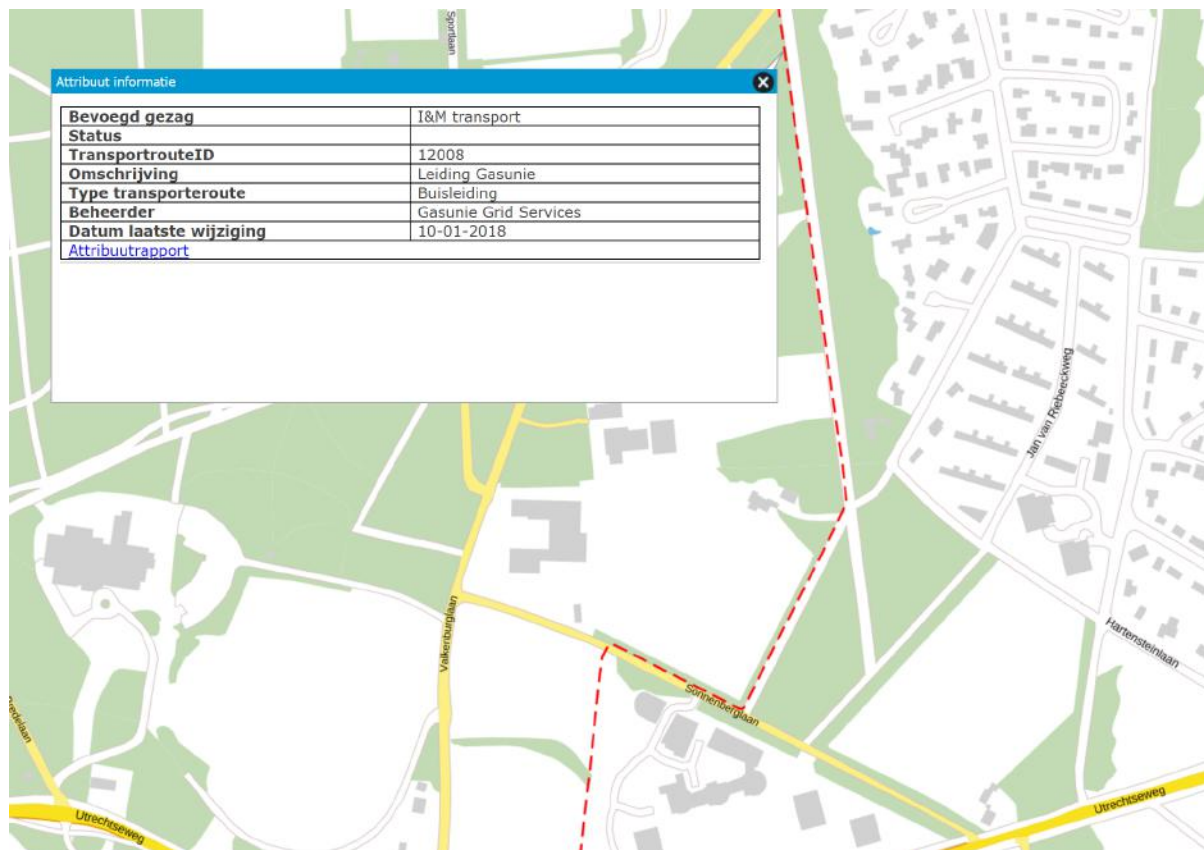 Sportlaan
Attribuut informatie
Bevoegd gezag I&M transport
Status
TransportrouteID 12008
Omschrijving Leiding Gasunie
Type transporteroute Buisleiding
Beheerder Gasunie Grid Services
Datum laatste wijziging 10-01-2018
Attribuutrapport
Jan van Riebeeckweg
Valkenburglaan
Hartensteinlaan
Sonnenberglaan
Utrechtseweg
Utrechtseweg